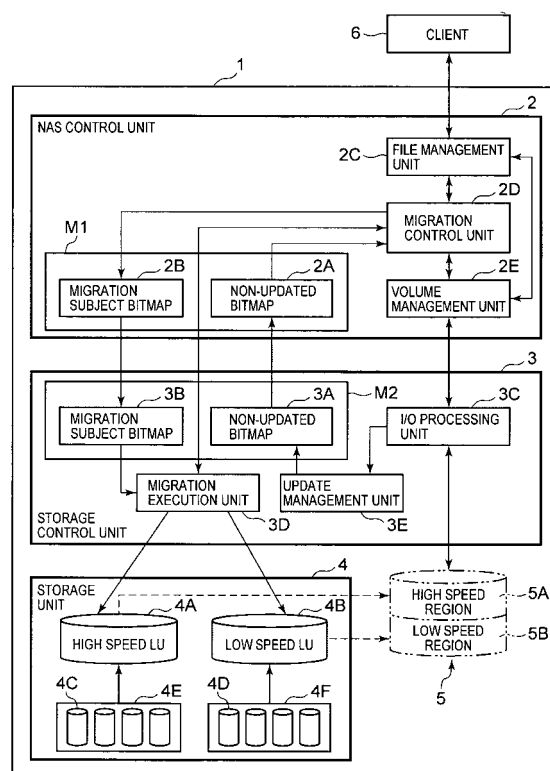 6
CLIENT
1
2
NAS CONTROL UNIT
2C
FILE MANAGEMENT
UNIT
2D
MIGRATION
CONTROL UNIT
M1
2B
MIGRATION
SUBJECT BITMAP
2A
NON-UPDATED
BITMAP
2E
VOLUME
MANAGEMENT UNIT
3
3B
MIGRATION
SUBJECT BITMAP
3A
NON-UPDATED
BITMAP
M2
3C
I/O PROCESSING
UNIT
MIGRATION
EXECUTION UNIT
3D
UPDATE
MANAGEMENT UNIT
3E
STORAGE
CONTROL UNIT
4
STORAGE
UNIT
4A
HIGH SPEED LU
4B
LOW SPEED LU
HIGH SPEED
REGION
5A
LOW SPEED
REGION
5B
5
4C
4E
4D
4F